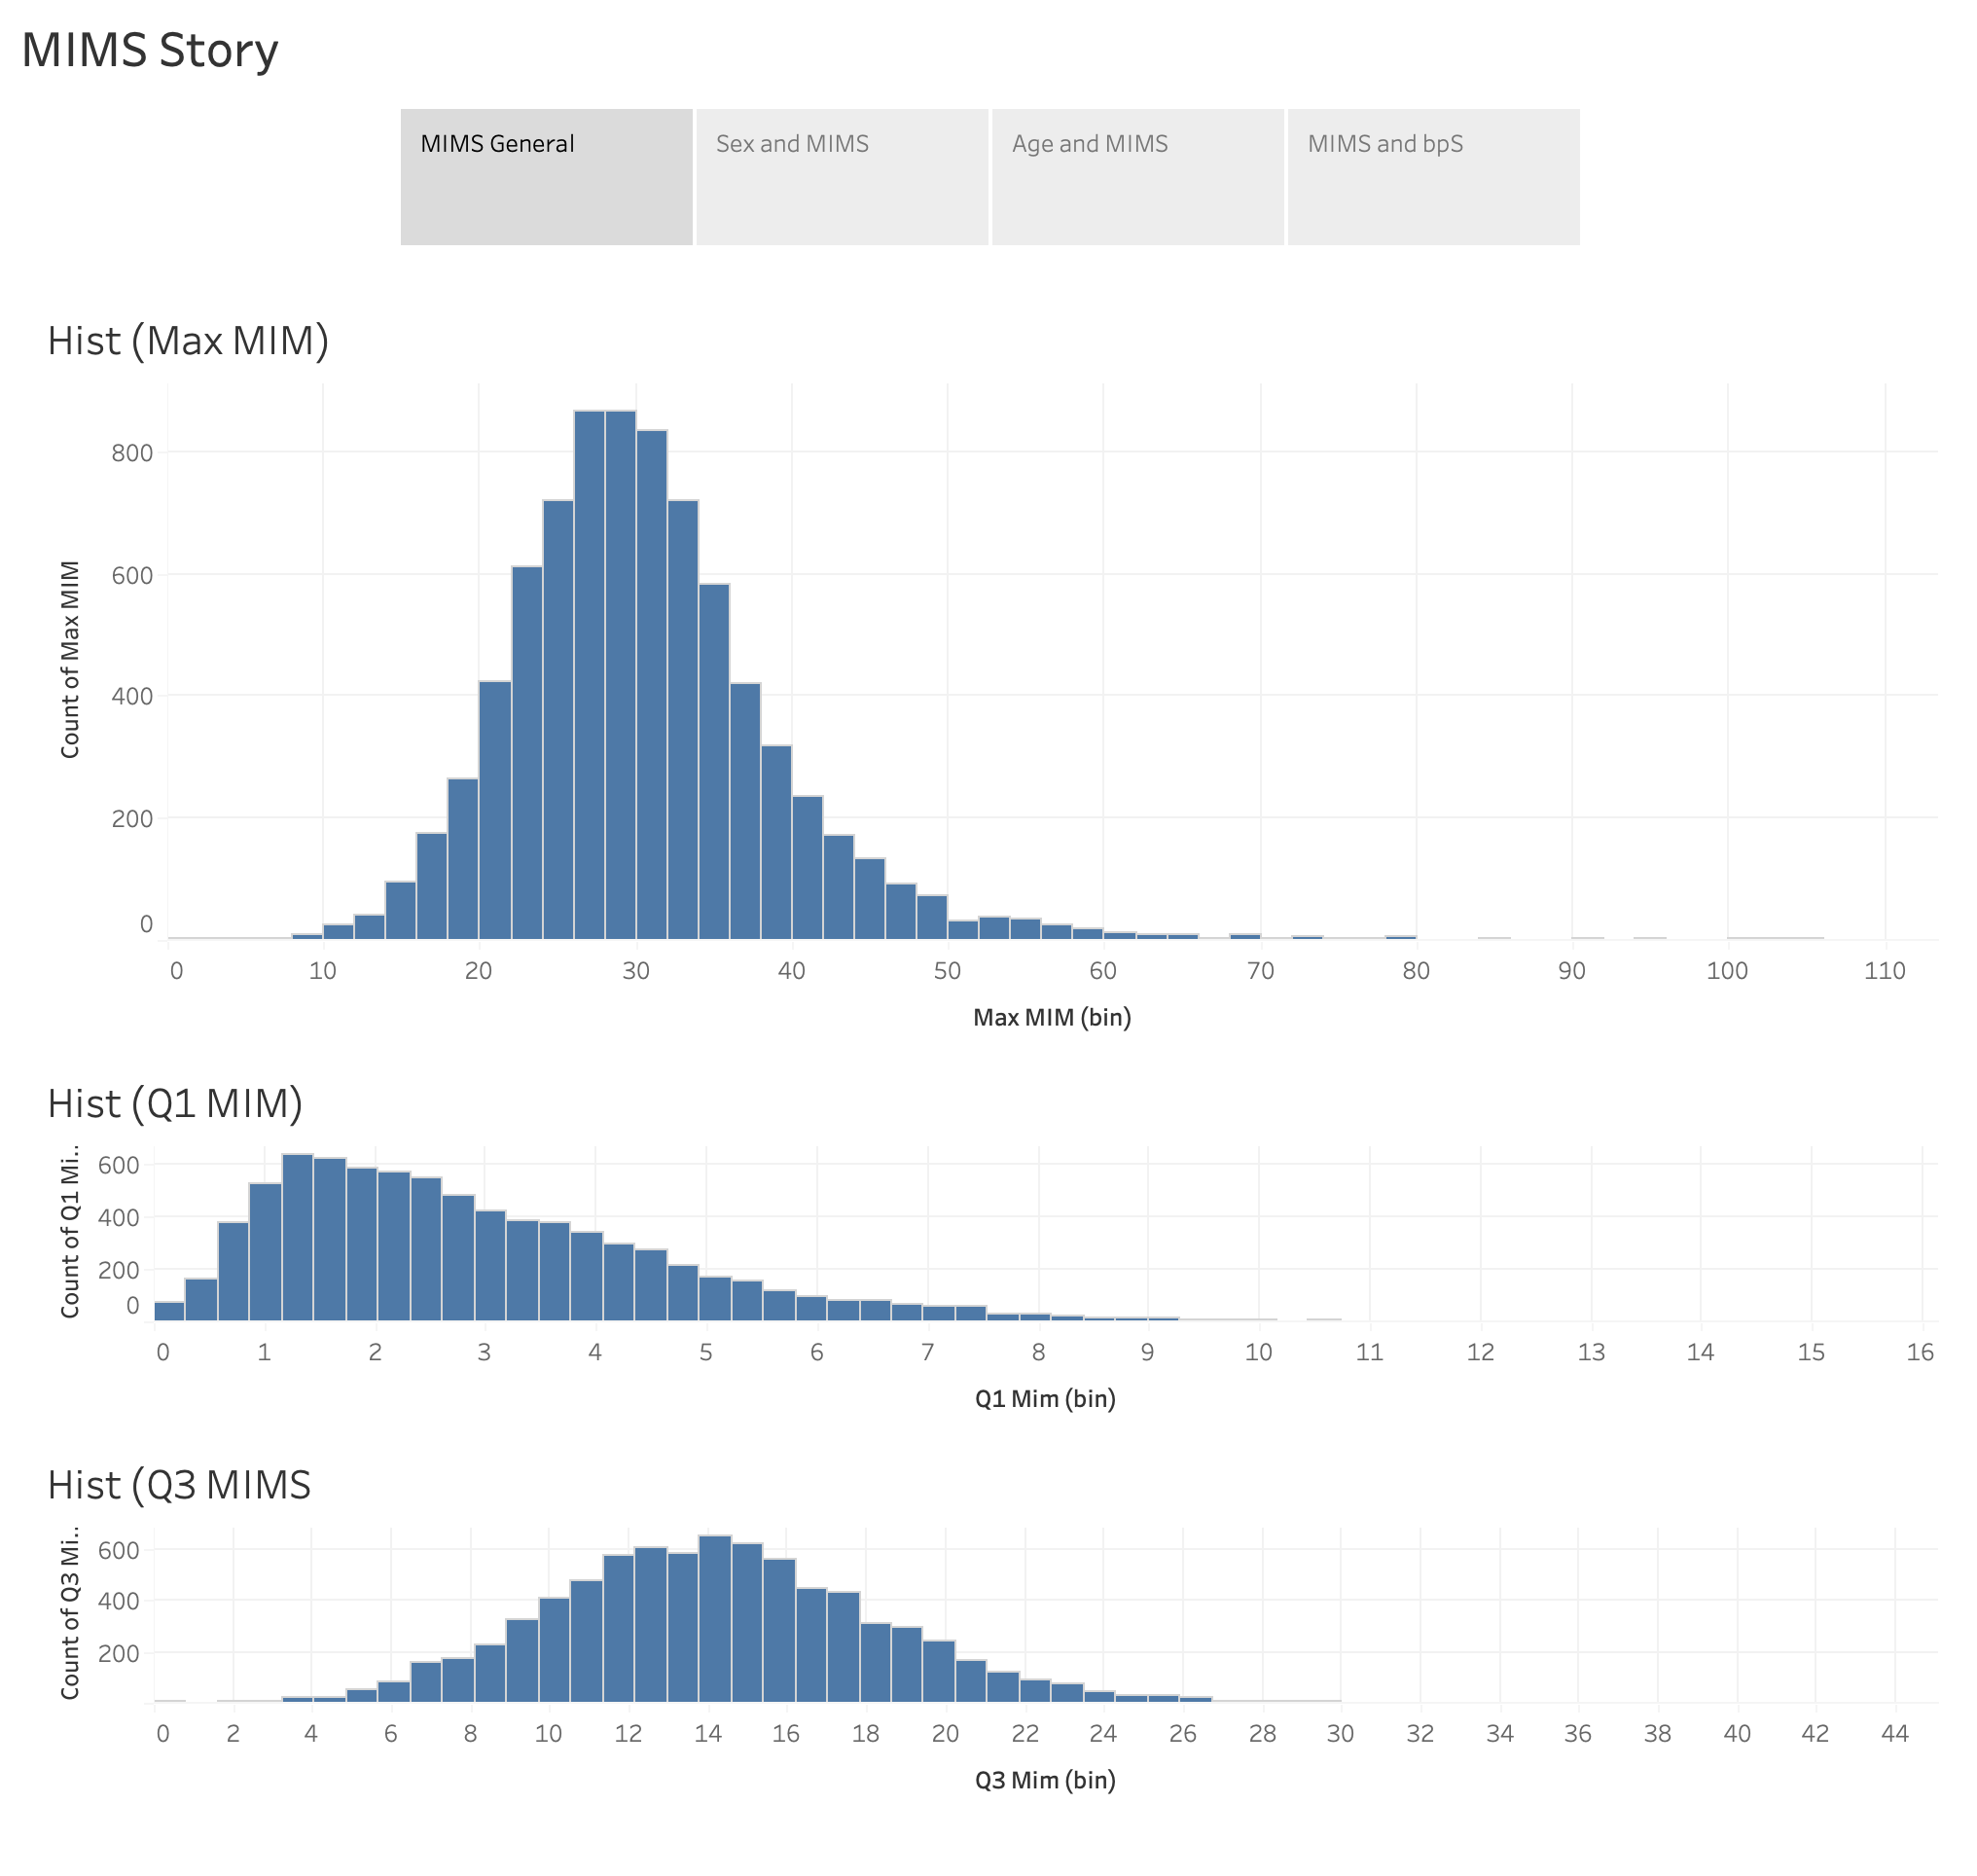 MIMS Story
MIMS General
Sex and MIMS
Age and MIMS
MIMS and bpS
Hist (Max MIM)
Count of Max MIM
800
600
400
200
0
0 10 20 30 40 50 60 70 80 90 100 110
Max MIM (bin)
Hist (Q1 MIM)
Count of Q1 Mi..
600
400
200
0
0 1 2 3 4 5 6 7 8 9 10 11 12 13 14 15 16
Q1 Mim (bin)
Hist (Q3 MIMS
Count of Q3 Mi..
600
400
200
0 2 4 6 8 10 12 14 16 18 20 22 24 26 28 30 32 34 36 38 40 42 44
Q3 Mim (bin)